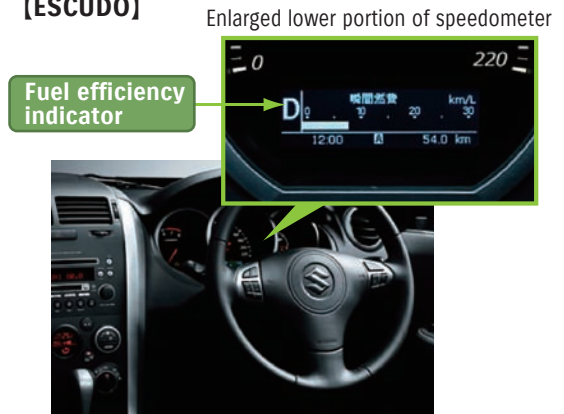 【ESCUDO】
Enlarged lower portion of speedometer
Fuel efficiency
indicator
0 220
D 瞬間燃費 km/L
0 10 20 30
12:00 A 54.0 km